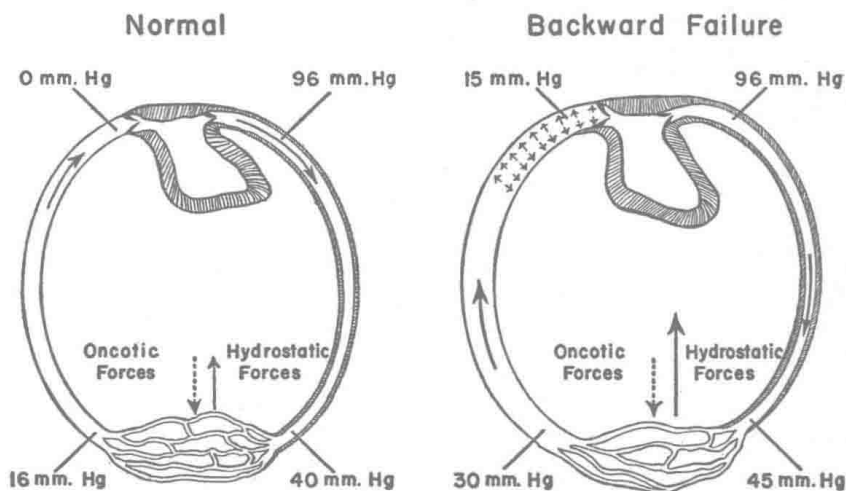 Normal
Backward Failure
0 mm. Hg
96 mm. Hg
15 mm. Hg
96 mm. Hg
Oncotic
Forces
Hydrostatic
Forces
Oncotic
Forces
Hydrostatic
Forces
16 mm. Hg
40 mm. Hg
30 mm. Hg
45 mm. Hg